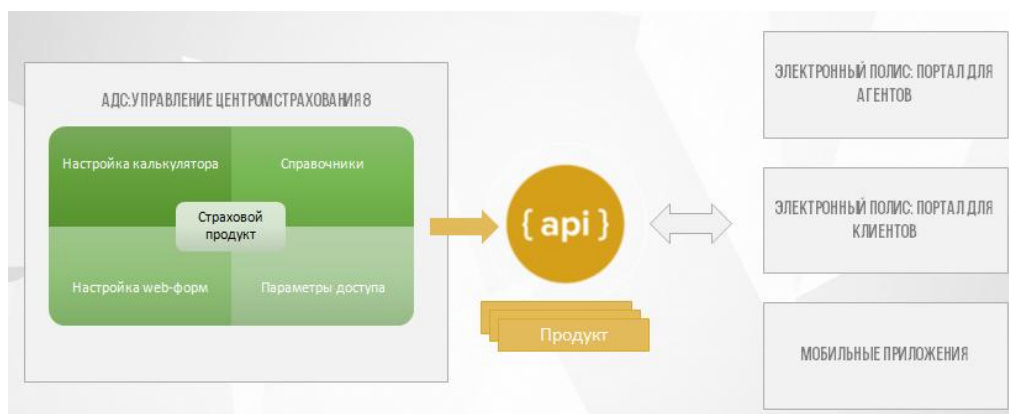 АДС:УПРАВЛЕНИЕ ЦЕНТРОМ СТРАХОВАНИЯ 8
Настройка калькулятора
Справочники
Страховой
продукт
Настройка web-форм
Параметры доступа
{ api }
Продукт
ЭЛЕКТРОННЫЙ ПОЛИС: ПОРТАЛ ДЛЯ
АГЕНТОВ
ЭЛЕКТРОННЫЙ ПОЛИС: ПОРТАЛ ДЛЯ
КЛИЕНТОВ
МОБИЛЬНЫЕ ПРИЛОЖЕНИЯ